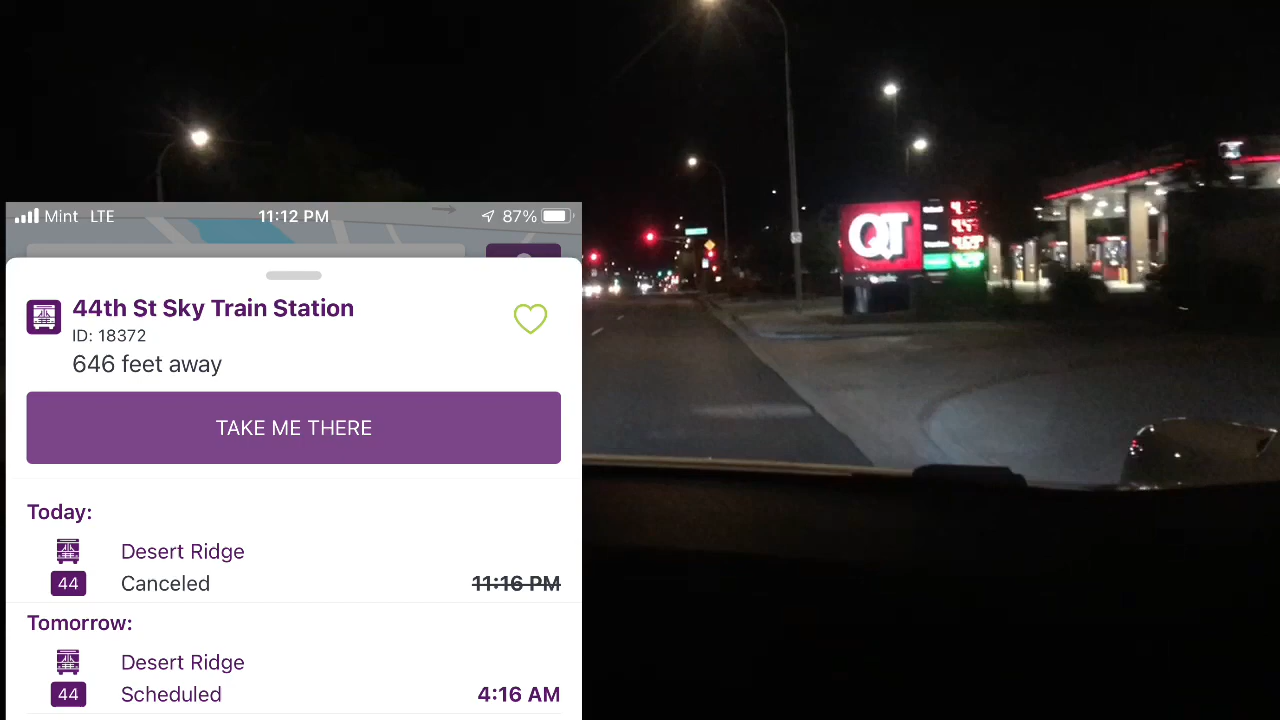 Mint LTE 11:12 PM 87%
44th St Sky Train Station
ID: 18372
646 feet away
TAKE ME THERE
Today:
Desert Ridge
44 Canceled 11:16 PM
Tomorrow:
Desert Ridge
44 Scheduled 4:16 AM
QT